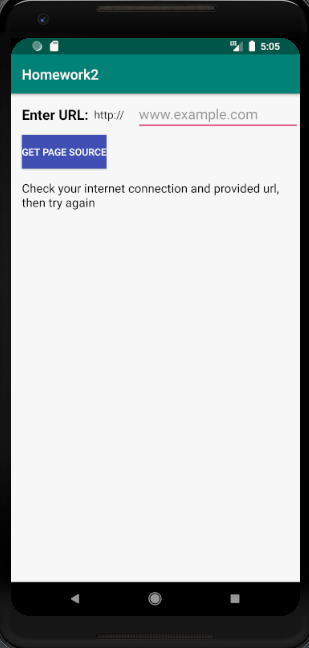 LTE 5:05
Homework2
Enter URL: http:// www.example.com
GET PAGE SOURCE
Check your internet connection and provided url,
then try again